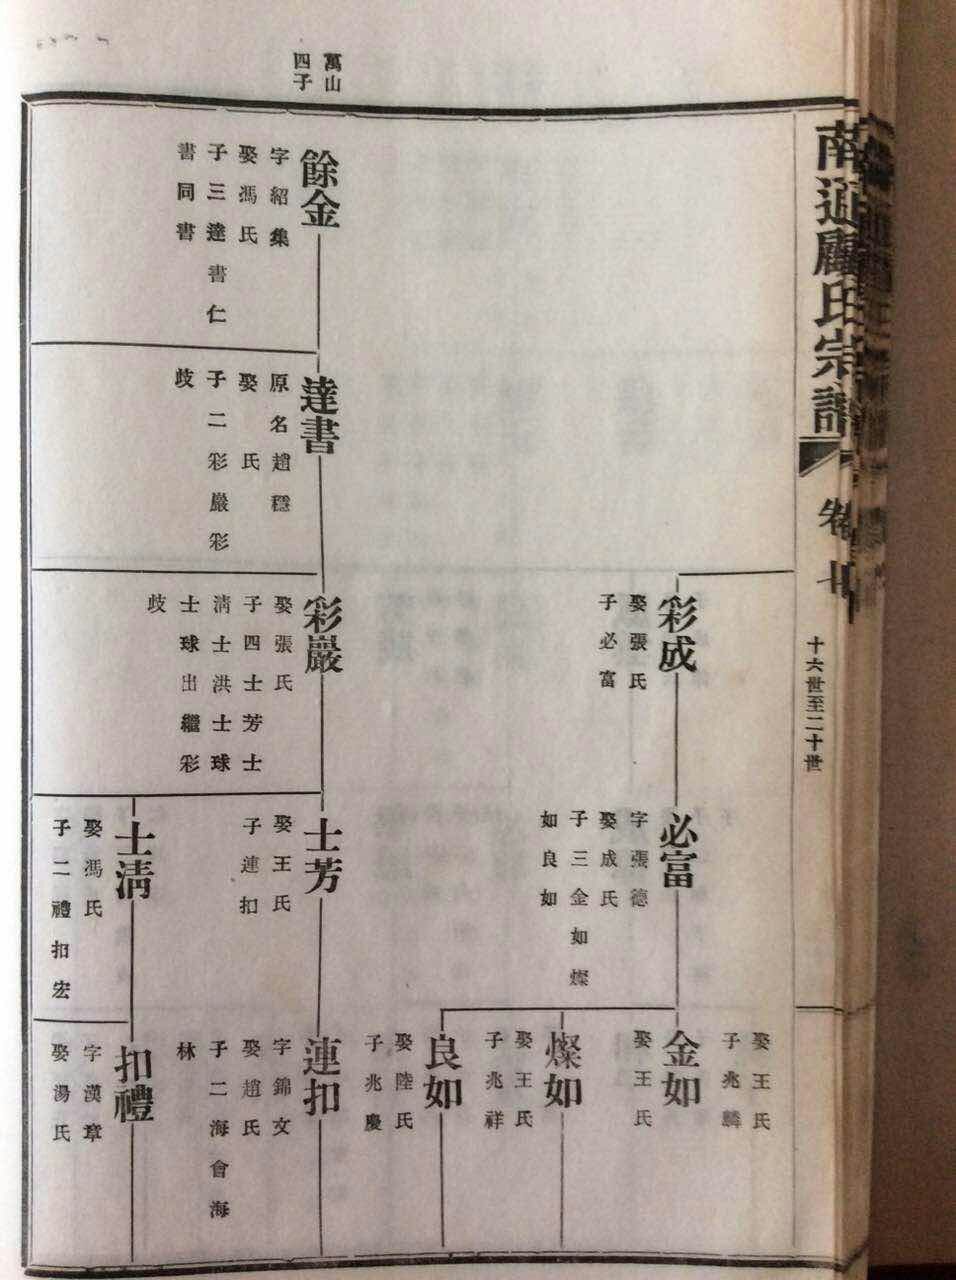 南通顧氏宗譜
卷
十六世至二十世
萬山
四子
餘金
字紹集
娶馮氏
子三達書仁
書同書
達書
原名趙穩
娶氏
子二彩巖彩
歧
彩成
娶張氏
子必富
彩巖
娶張氏
子四士芳士
清士洪士球
士球出繼彩
歧
必富
字張德
娶成氏
子三金如燦
如良如
士芳
娶王氏
子連扣
士清
娶馮氏
子二禮扣宏
娶王氏
子兆麟
金如
娶王氏
燦如
娶王氏
子兆祥
良如
娶陸氏
子兆慶
連扣
字錦文
娶趙氏
子二海會海
林
扣禮
字漢章
娶湯氏